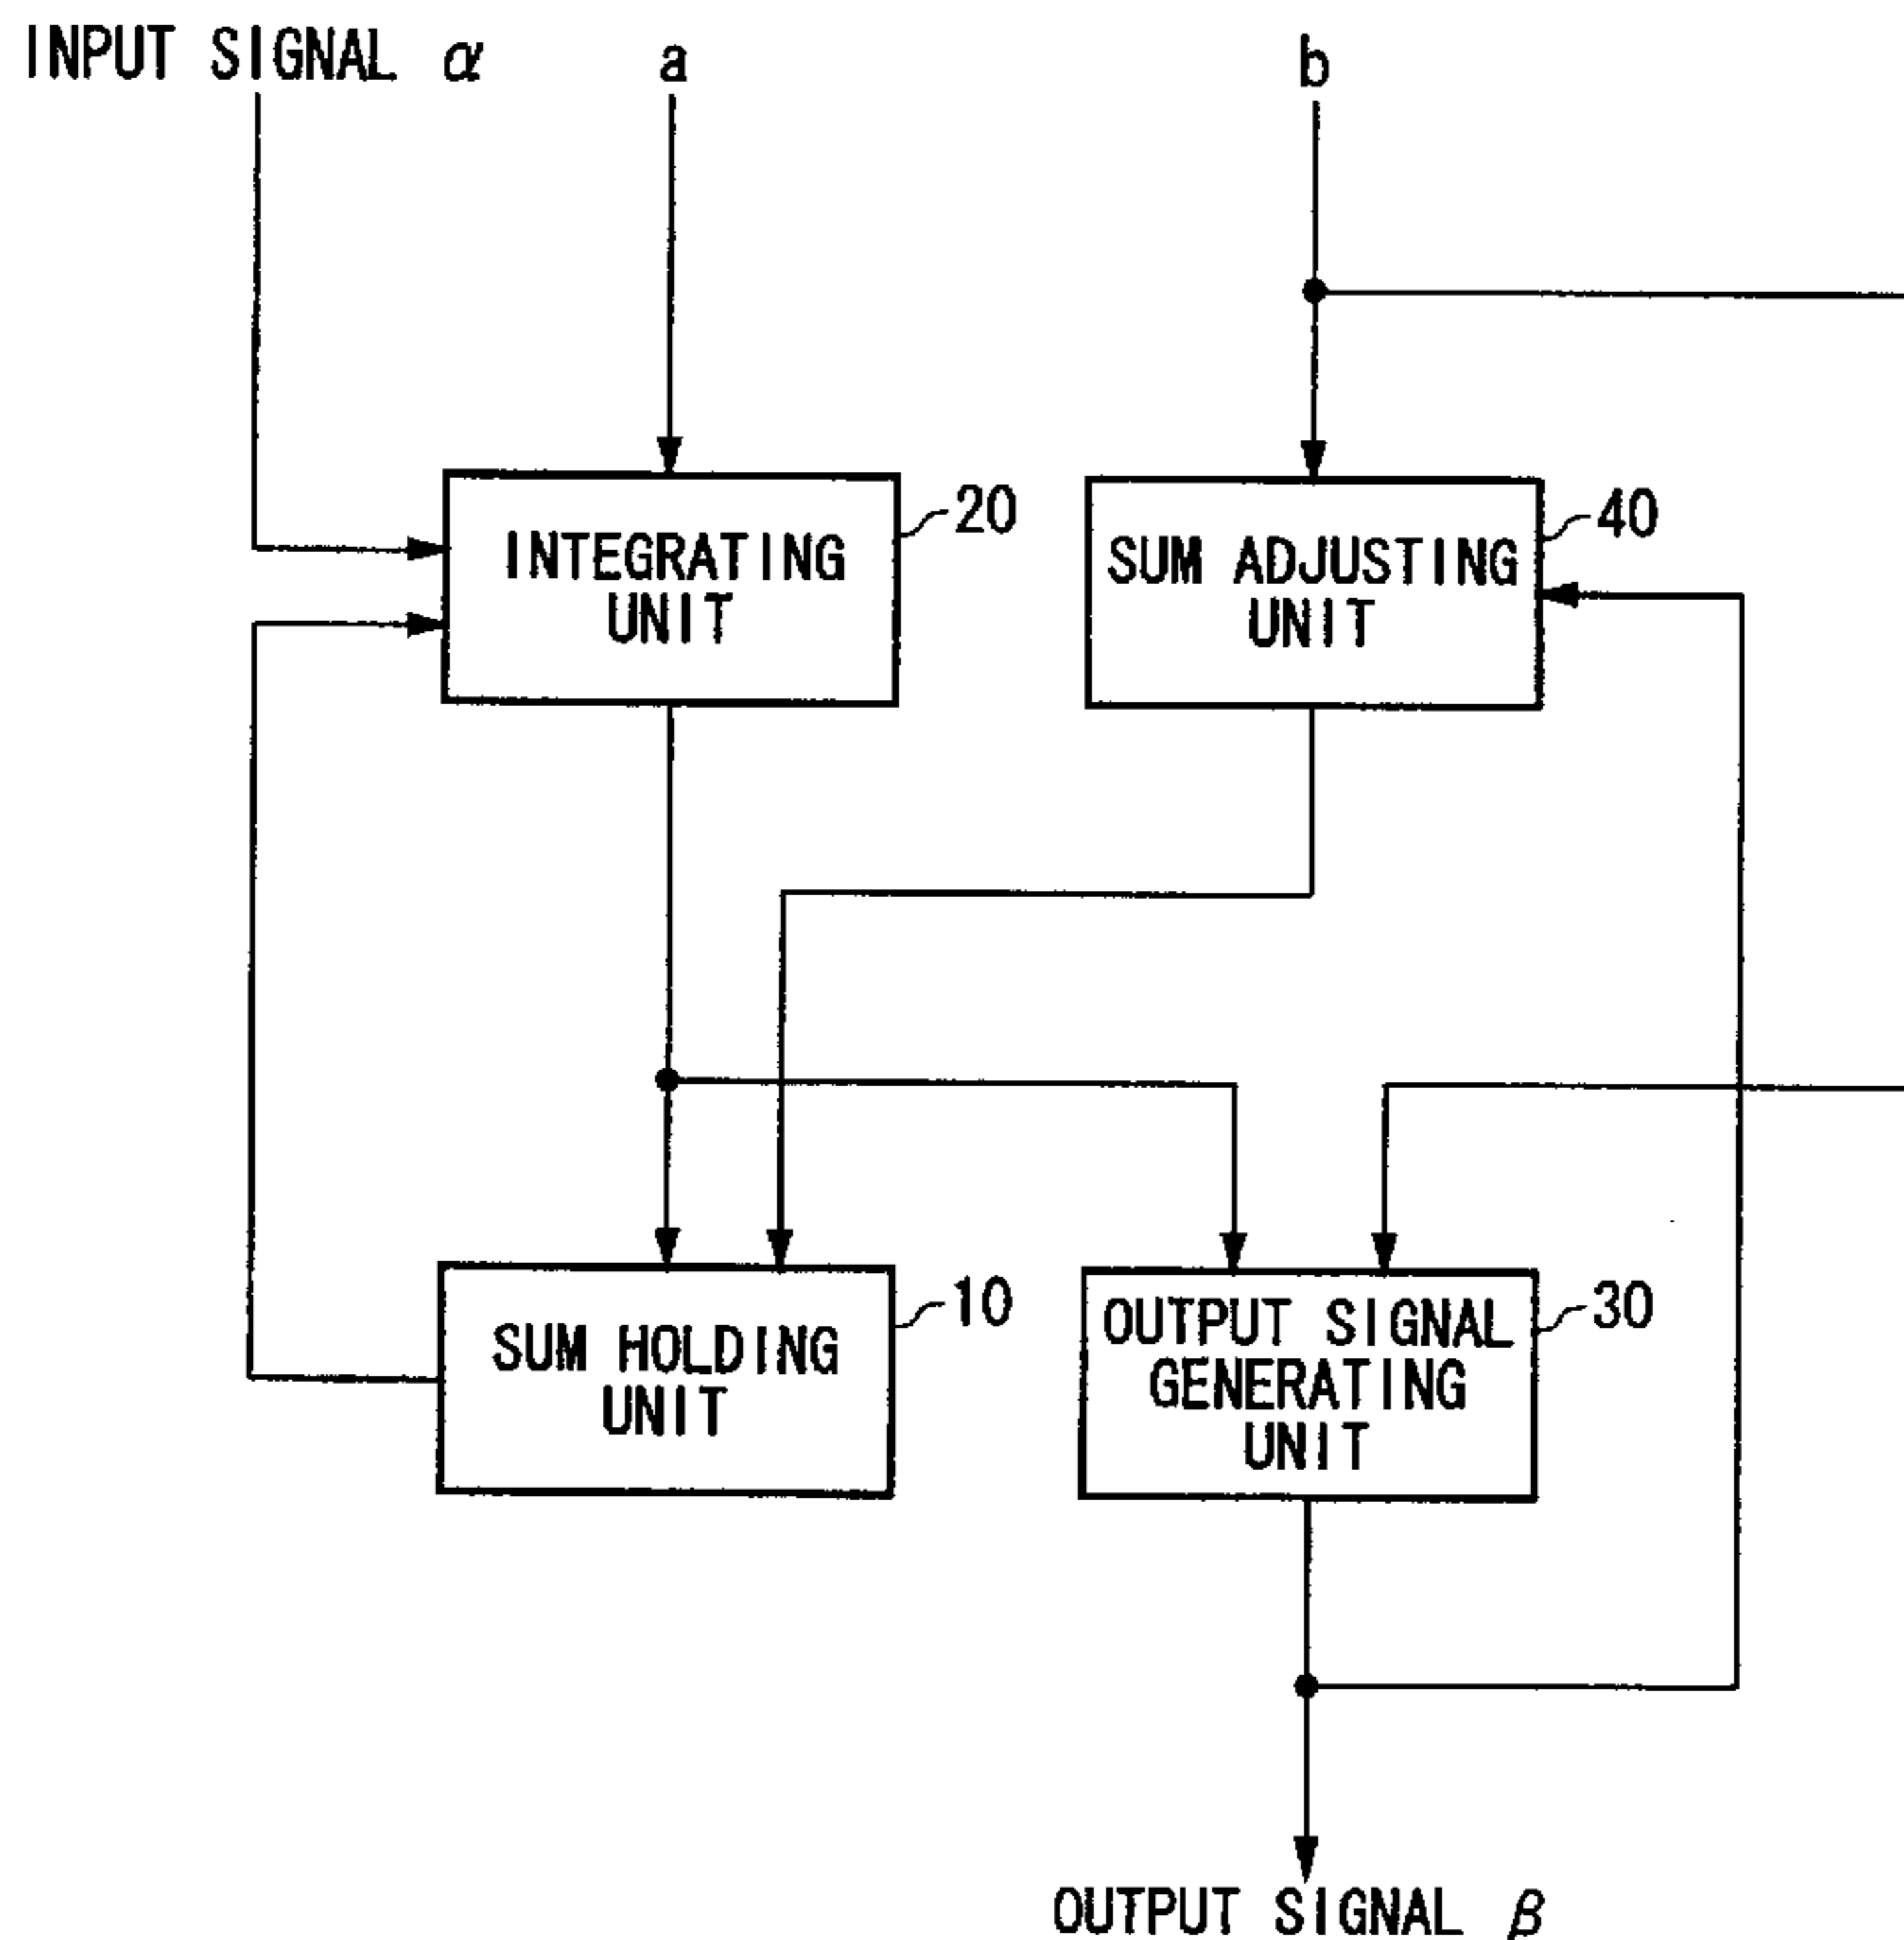 INPUT SIGNAL α
a
b
INTEGRATING
UNIT
20
SUM ADJUSTING
UNIT
40
SUM HOLDING
UNIT
10
OUTPUT SIGNAL
GENERATING
UNIT
30
OUTPUT SIGNAL β